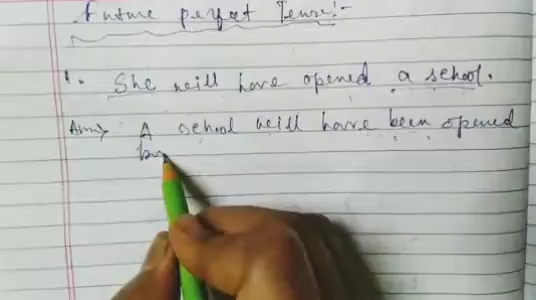 Future perfect Tense:-
1. She will have opened a school.
Ans→ A school will have been opened
by